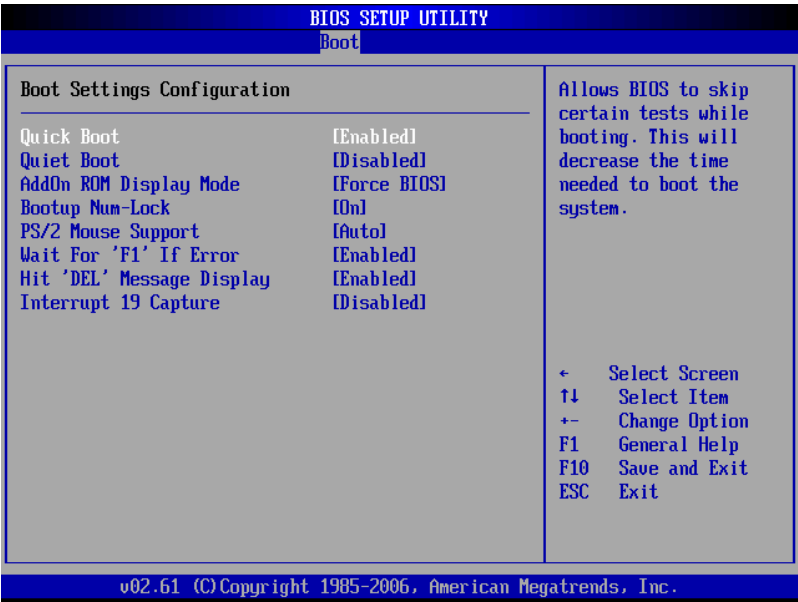 BIOS SETUP UTILITY
Boot
Boot Settings Configuration
Quick Boot [Enabled]
Quiet Boot [Disabled]
AddOn ROM Display Mode [Force BIOS]
Bootup Num-Lock [On]
PS/2 Mouse Support [Auto]
Wait For 'F1' If Error [Enabled]
Hit 'DEL' Message Display [Enabled]
Interrupt 19 Capture [Disabled]
Allows BIOS to skip
certain tests while
booting. This will
decrease the time
needed to boot the
system.
← Select Screen
↑↓ Select Item
+- Change Option
F1 General Help
F10 Save and Exit
ESC Exit
v02.61 (C)Copyright 1985-2006, American Megatrends, Inc.